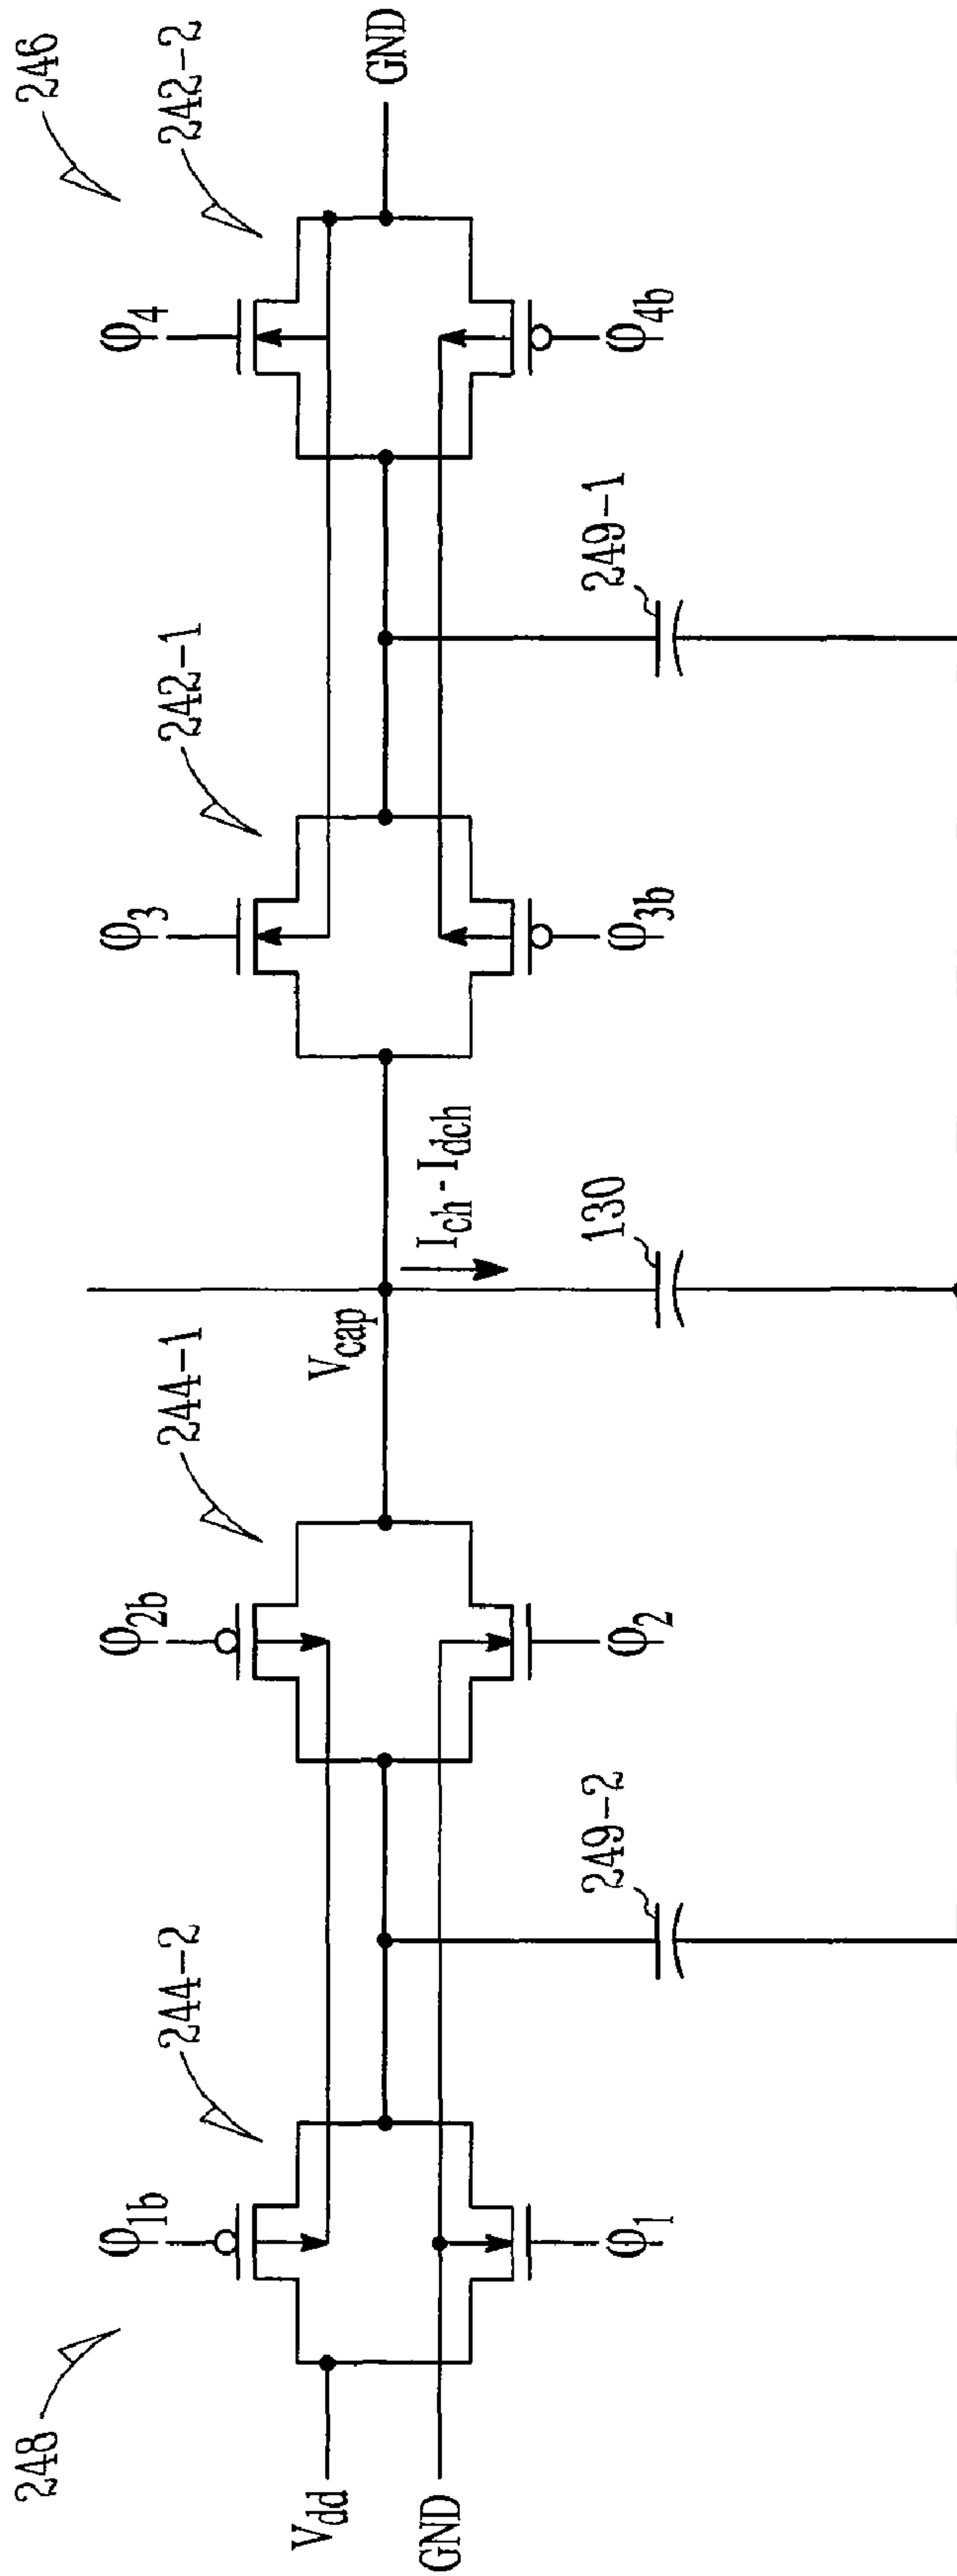 248
246
244-2
244-1
242-1
242-2
φ1b
φ2b
φ3
φ4
Vdd
GND
Vcap
Ich - Idch
GND
φ1
φ2
φ3b
φ4b
249-2
130
249-1